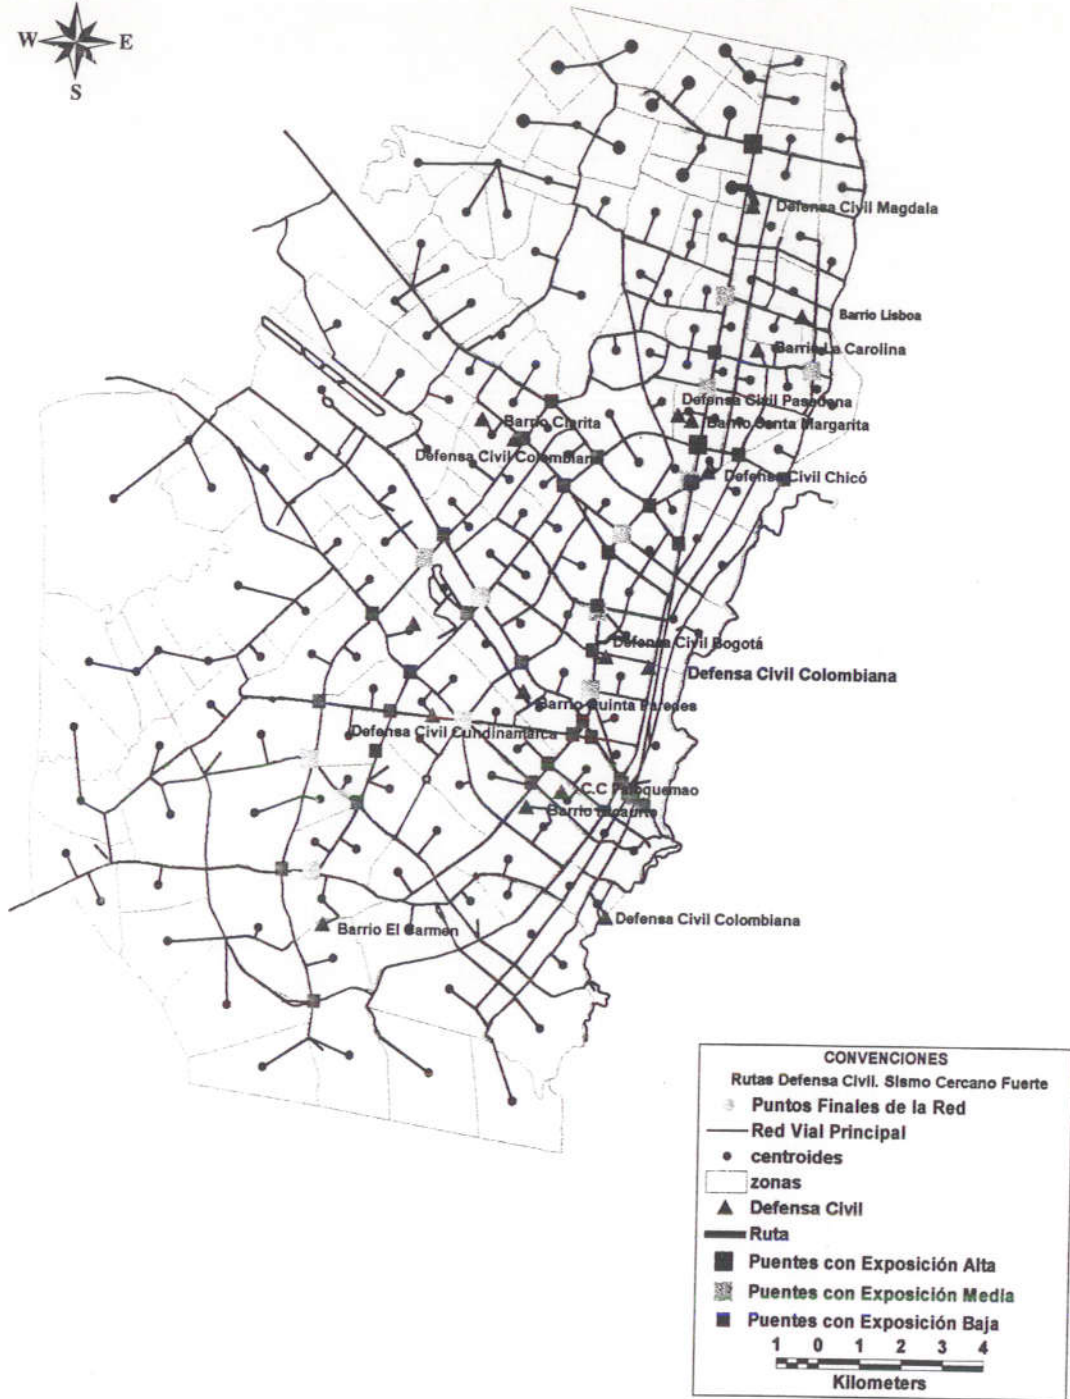 W E
S
Defensa Civil Magdala
Barrio Lisboa
Barrio La Carolina
Defensa Civil Pasadena
Barrio Santa Margarita
Barrio Clarita
Defensa Civil Colombiana
Defensa Civil Chicó
Defensa Civil Bogotá
Defensa Civil Colombiana
Barrio Quinta Paredes
Defensa Civil Cundinamarca
C.C Paloquemao
Barrio Ricaurte
Defensa Civil Colombiana
Barrio El Carmen
CONVENCIONES
Rutas Defensa Civil. Sismo Cercano Fuerte
Puntos Finales de la Red
Red Vial Principal
centroides
zonas
Defensa Civil
Ruta
Puentes con Exposición Alta
Puentes con Exposición Media
Puentes con Exposición Baja
1 0 1 2 3 4
Kilometers